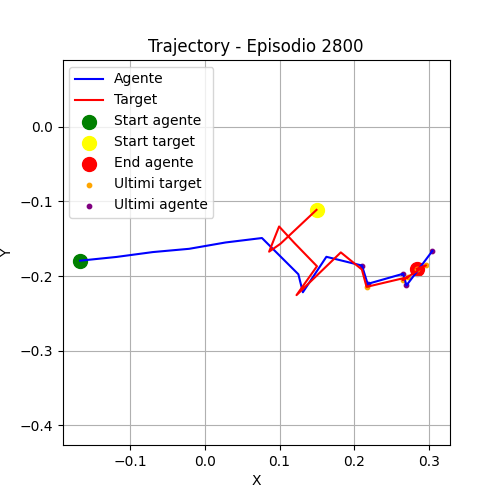 Trajectory - Episodio 2800
Agente
Target
Start agente
Start target
End agente
Ultimi target
Ultimi agente
0.0
−0.1
−0.2
−0.3
−0.4
Y
−0.1
0.0
0.1
0.2
0.3
X